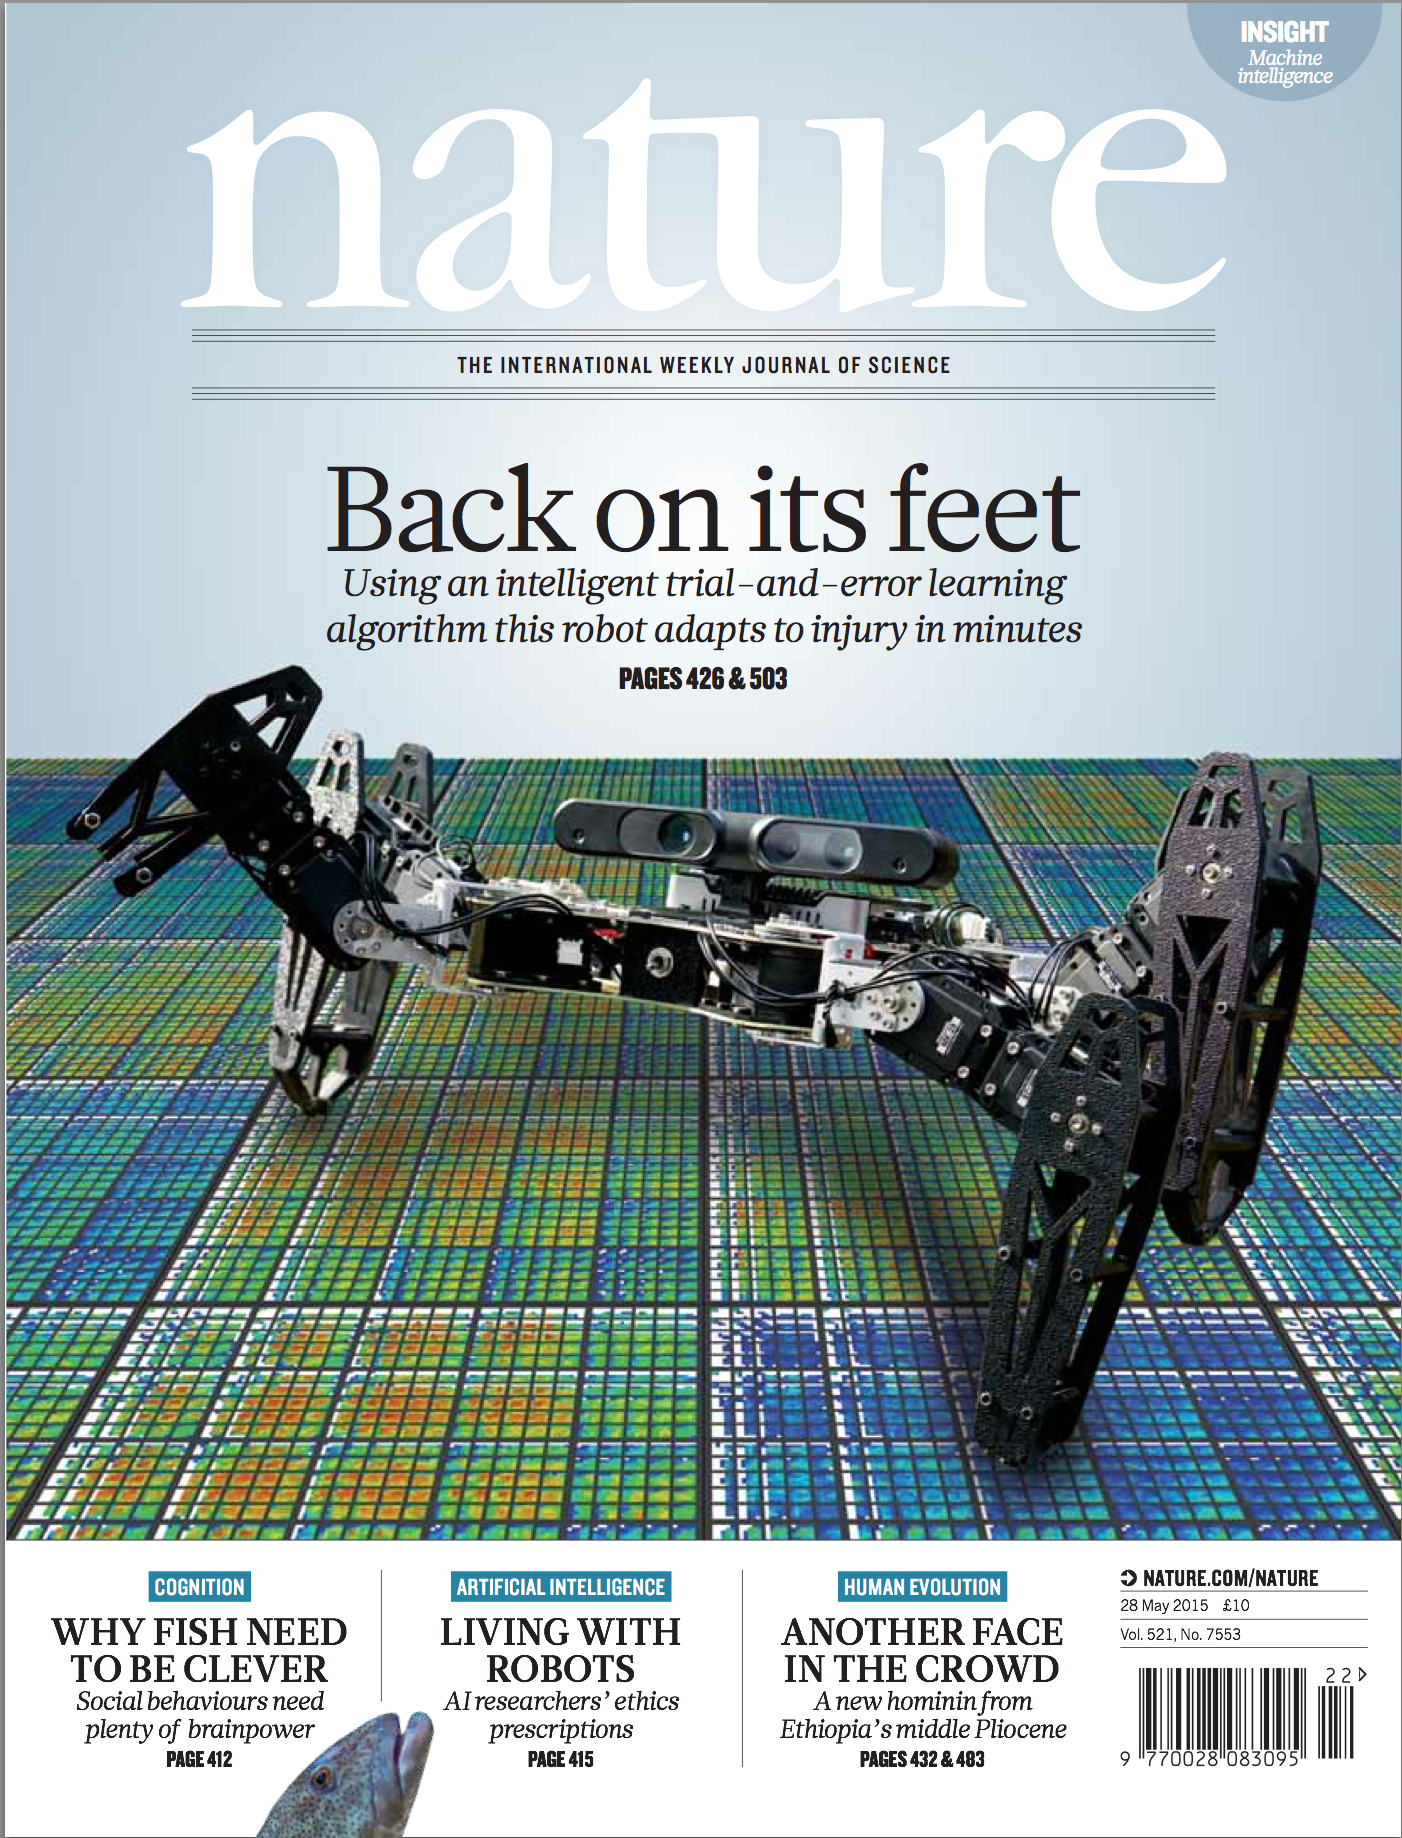 INSIGHT
Machine
intelligence
nature
THE INTERNATIONAL WEEKLY JOURNAL OF SCIENCE
Back on its feet
Using an intelligent trial-and-error learning
algorithm this robot adapts to injury in minutes
PAGES 426 & 503
COGNITION
WHY FISH NEED
TO BE CLEVER
Social behaviours need
plenty of brainpower
PAGE 412
ARTIFICIAL INTELLIGENCE
LIVING WITH
ROBOTS
AI researchers' ethics
prescriptions
PAGE 415
HUMAN EVOLUTION
ANOTHER FACE
IN THE CROWD
A new hominin from
Ethiopia's middle Pliocene
PAGES 432 & 483
NATURE.COM/NATURE
28 May 2015 £10
Vol. 521, No. 7553
22
9 770028 083095